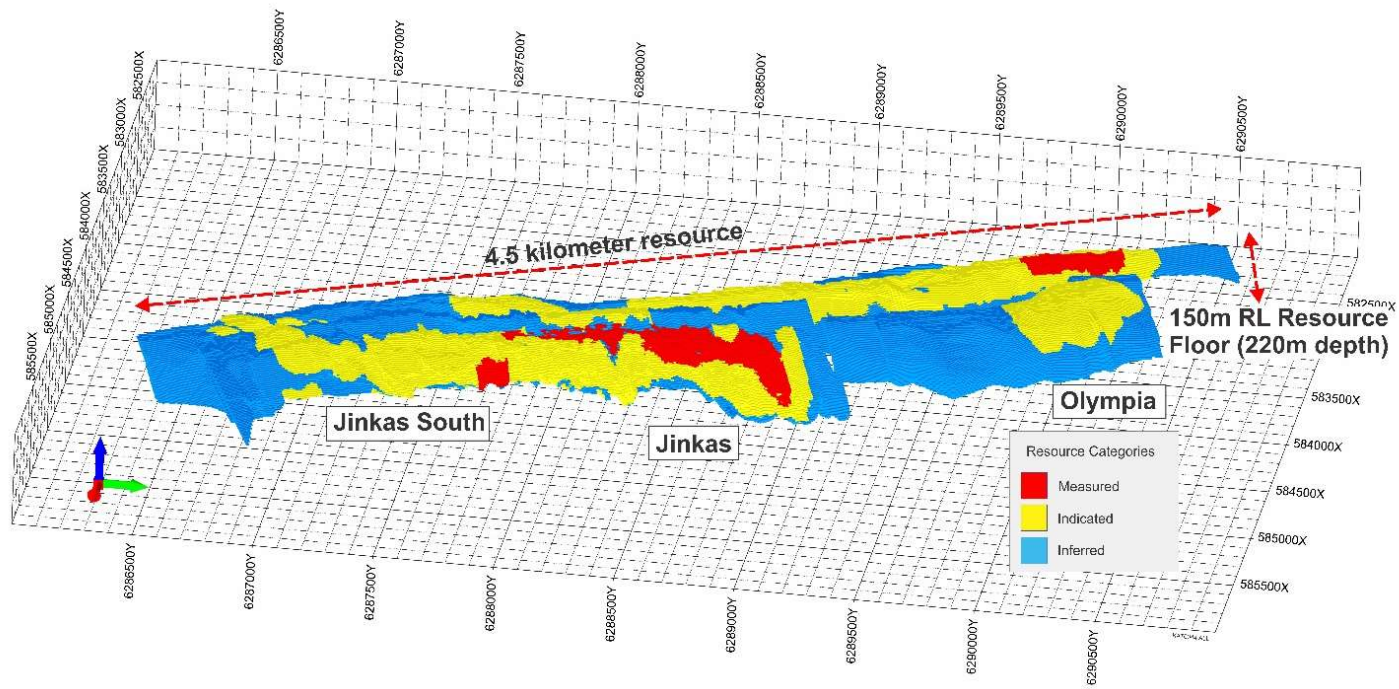 6286500Y
6287000Y
6287500Y
6288000Y
6288500Y
6289000Y
6289500Y
6290000Y
6290500Y
582500X
583000X
583500X
584000X
584500X
585000X
585500X
4.5 kilometer resource
582500X
150m RL Resource
Floor (220m depth)
583500X
584000X
584500X
585000X
585500X
Jinkas South
Jinkas
Olympia
Resource Categories
Measured
Indicated
Inferred
6286500Y
6287000Y
6287500Y
6288000Y
6288500Y
6289000Y
6289500Y
6290000Y
6290500Y